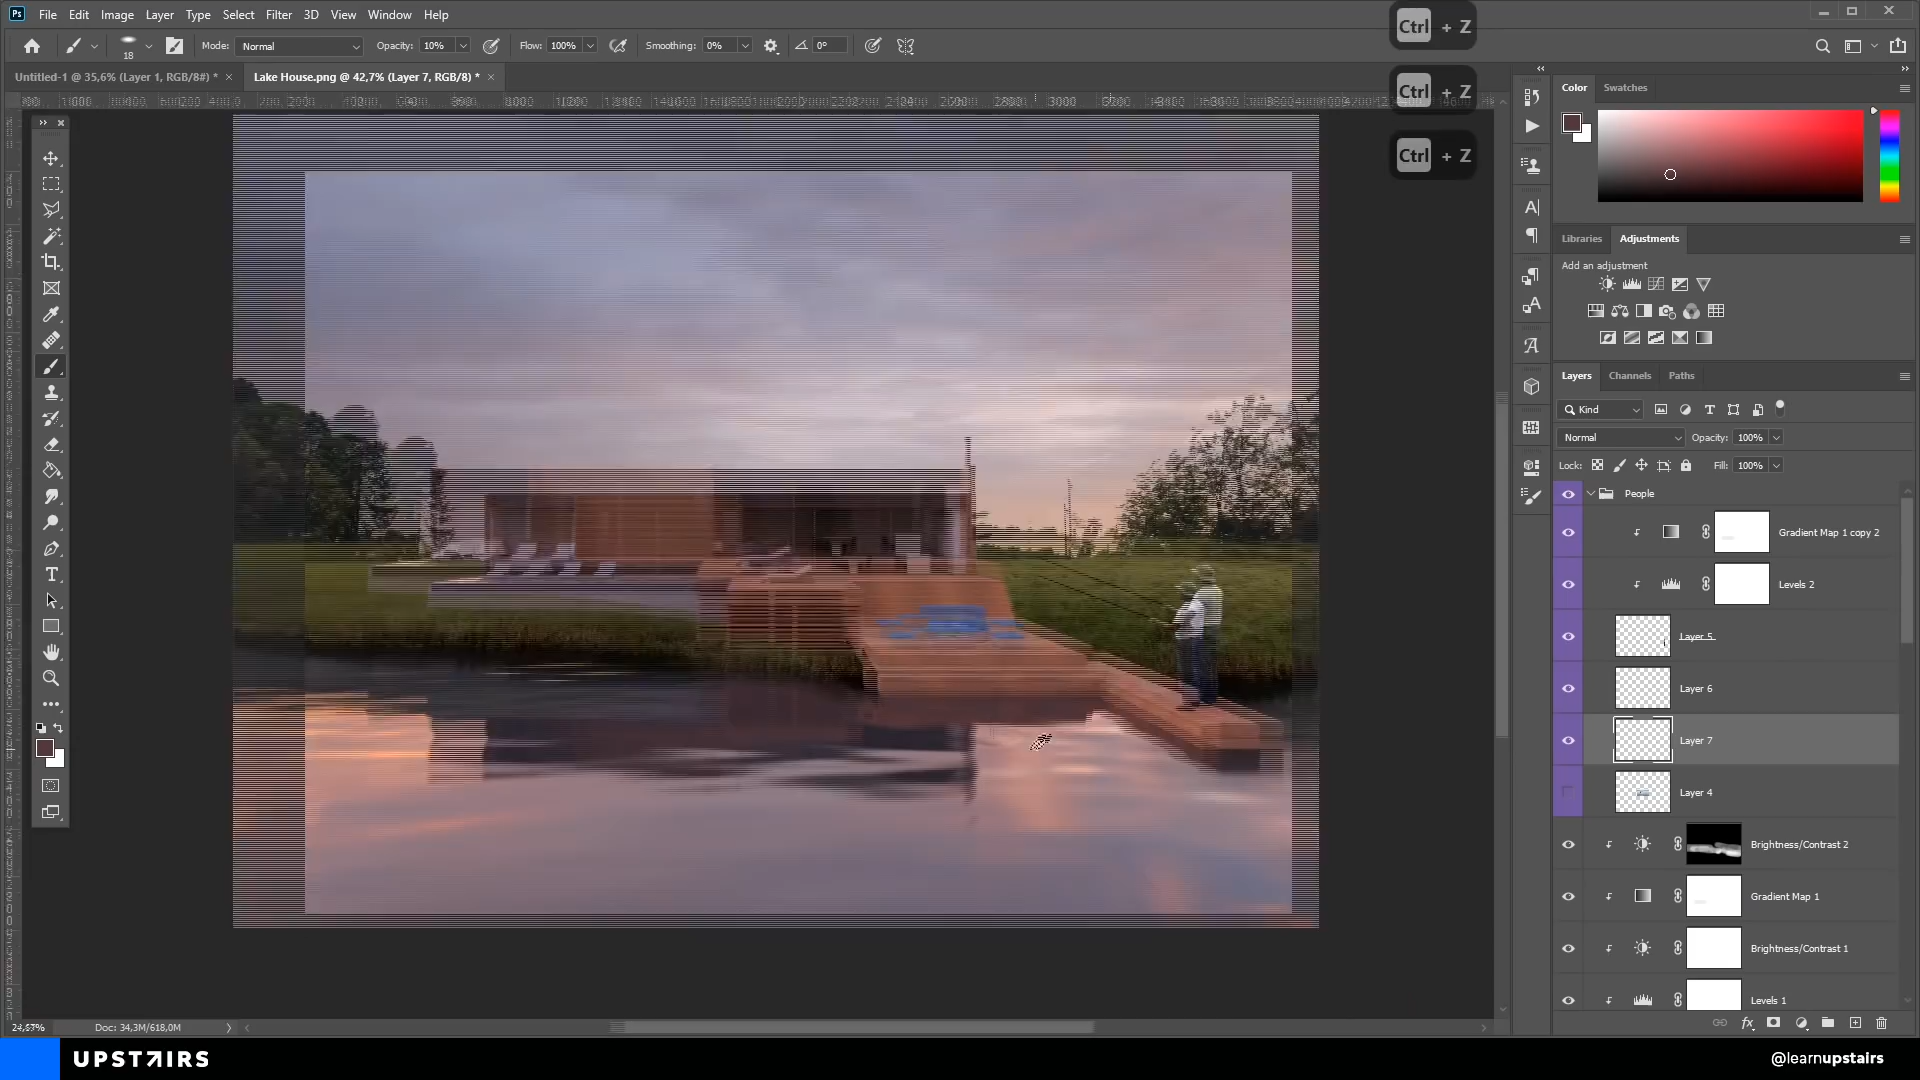 Ps File Edit Image Layer Type Select Filter 3D View Window Help
Ctrl + Z
18 Mode: Normal Opacity: 10% Flow: 100% Smoothing: 0% 0°
Untitled-1 @ 35,6% (Layer 1, RGB/8#) * Lake House.png @ 42,7% (Layer 7, RGB/8) *
Ctrl + Z
Color Swatches
Ctrl + Z
Libraries Adjustments
Add an adjustment
Layers Channels Paths
Kind
Normal Opacity: 100%
Lock: Fill: 100%
People
Gradient Map 1 copy 2
Levels 2
Layer 5
Layer 6
Layer 7
Layer 4
Brightness/Contrast 2
Gradient Map 1
Brightness/Contrast 1
Levels 1
Doc: 34,3M/618,0M
UPSTAIRS
@learnupstairs